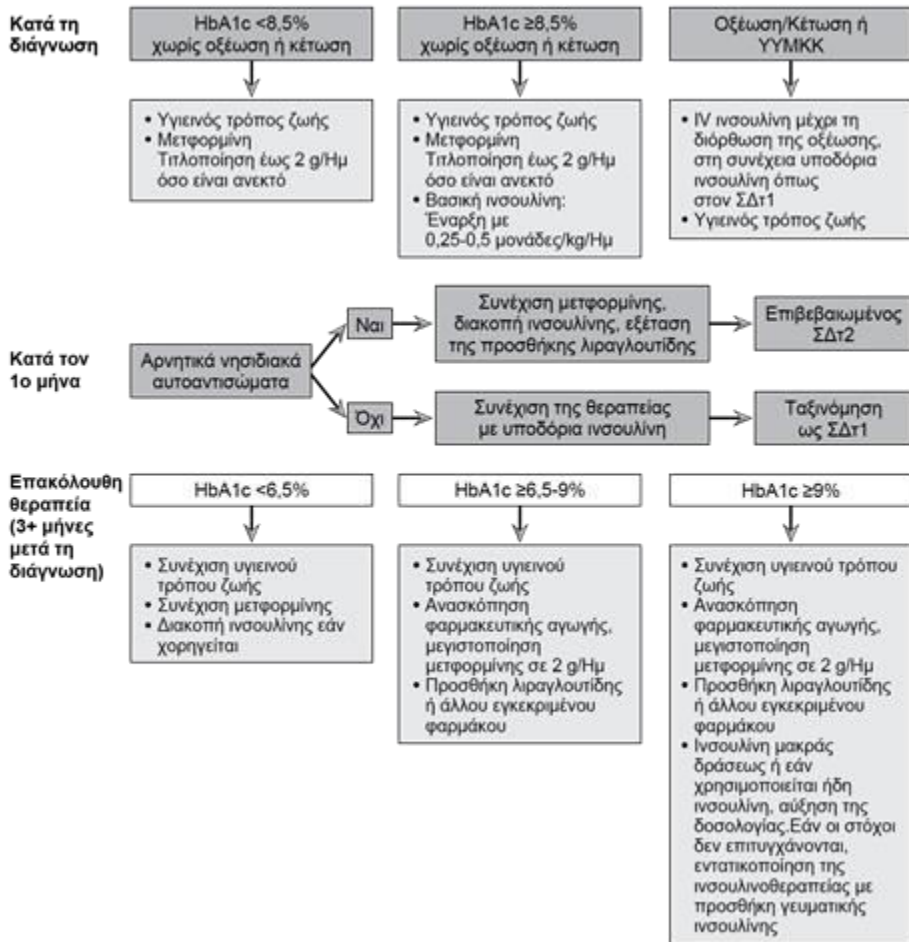 Κατά τη
διάγνωση
HbA1c <8,5%
χωρίς οξέωση ή κέτωση
HbA1c ≥8,5%
χωρίς οξέωση ή κέτωση
Οξέωση/Κέτωση ή
ΥΥΜΚΚ
• Υγιεινός τρόπος ζωής
• Μετφορμίνη
Τιτλοποίηση έως 2 g/Ημ
όσο είναι ανεκτό
• Υγιεινός τρόπος ζωής
• Μετφορμίνη
Τιτλοποίηση έως 2 g/Ημ
όσο είναι ανεκτό
• Βασική ινσουλίνη:
Έναρξη με
0,25-0,5 μονάδες/kg/Ημ
• IV ινσουλίνη μέχρι τη
διόρθωση της οξέωσης,
στη συνέχεια υποδόρια
ινσουλίνη όπως
στον ΣΔτ1
• Υγιεινός τρόπος ζωής
Κατά τον
1ο μήνα
Αρνητικά νησιδιακά
αυτοαντισώματα
Ναι
Συνέχιση μετφορμίνης,
διακοπή ινσουλίνης, εξέταση
της προσθήκης λιραγλουτίδης
Επιβεβαιωμένος
ΣΔτ2
Όχι
Συνέχιση της θεραπείας
με υποδόρια ινσουλίνη
Ταξινόμηση
ως ΣΔτ1
Επακόλουθη
θεραπεία
(3+ μήνες
μετά τη
διάγνωση)
HbA1c <6,5%
HbA1c ≥6,5-9%
HbA1c ≥9%
• Συνέχιση υγιεινού
τρόπου ζωής
• Συνέχιση μετφορμίνης
• Διακοπή ινσουλίνης εάν
χορηγείται
• Συνέχιση υγιεινού
τρόπου ζωής
• Ανασκόπηση
φαρμακευτικής αγωγής,
μεγιστοποίηση
μετφορμίνης σε 2 g/Ημ
• Προσθήκη λιραγλουτίδης
ή άλλου εγκεκριμένου
φαρμάκου
• Συνέχιση υγιεινού τρόπου
ζωής
• Ανασκόπηση
φαρμακευτικής αγωγής,
μεγιστοποίηση
μετφορμίνης σε 2 g/Ημ
• Προσθήκη λιραγλουτίδης
ή άλλου εγκεκριμένου
φαρμάκου
• Ινσουλίνη μακράς
δράσεως ή εάν
χρησιμοποιείται ήδη
ινσουλίνη, αύξηση της
δοσολογίας.Εάν οι στόχοι
δεν επιτυγχάνονται,
εντατικοποίηση της
ινσουλινοθεραπείας με
προσθήκη γευματικής
ινσουλίνης